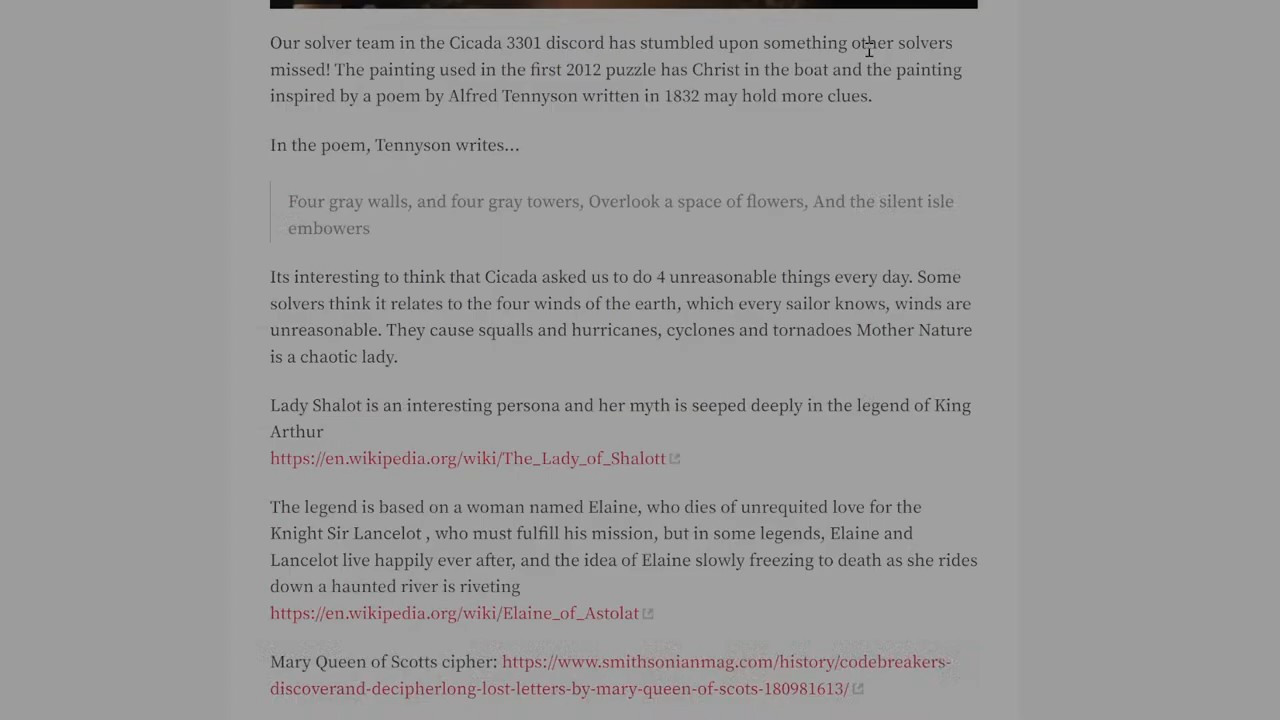 Our solver team in the Cicada 3301 discord has stumbled upon something other solvers
missed! The painting used in the first 2012 puzzle has Christ in the boat and the painting
inspired by a poem by Alfred Tennyson written in 1832 may hold more clues.
In the poem, Tennyson writes...
Four gray walls, and four gray towers, Overlook a space of flowers, And the silent isle
embowers
Its interesting to think that Cicada asked us to do 4 unreasonable things every day. Some
solvers think it relates to the four winds of the earth, which every sailor knows, winds are
unreasonable. They cause squalls and hurricanes, cyclones and tornadoes Mother Nature
is a chaotic lady.
Lady Shalot is an interesting persona and her myth is seeped deeply in the legend of King
Arthur
https://en.wikipedia.org/wiki/The_Lady_of_Shalott
The legend is based on a woman named Elaine, who dies of unrequited love for the
Knight Sir Lancelot , who must fulfill his mission, but in some legends, Elaine and
Lancelot live happily ever after, and the idea of Elaine slowly freezing to death as she rides
down a haunted river is riveting
https://en.wikipedia.org/wiki/Elaine_of_Astolat
Mary Queen of Scotts cipher: https://www.smithsonianmag.com/history/codebreakers-
discoverand-decipherlong-lost-letters-by-mary-queen-of-scots-180981613/